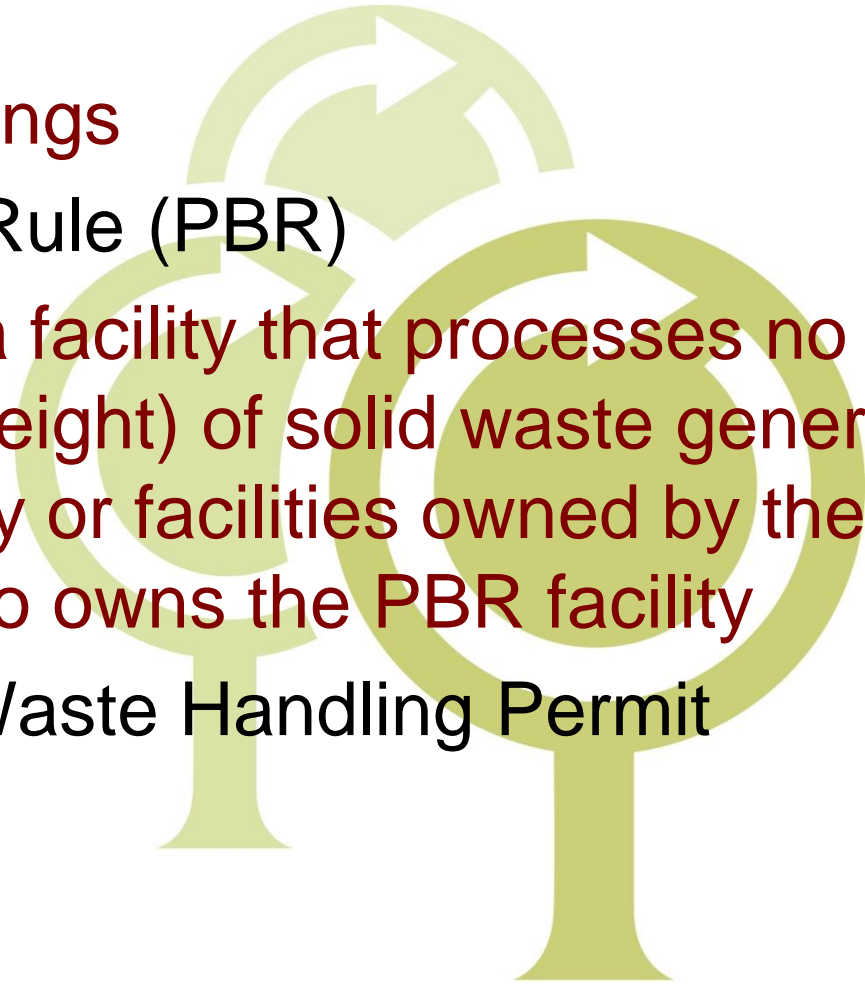 ngs
Rule (PBR)
a facility that processes no
eight) of solid waste gener
y or facilities owned by the
o owns the PBR facility
Waste Handling Permit